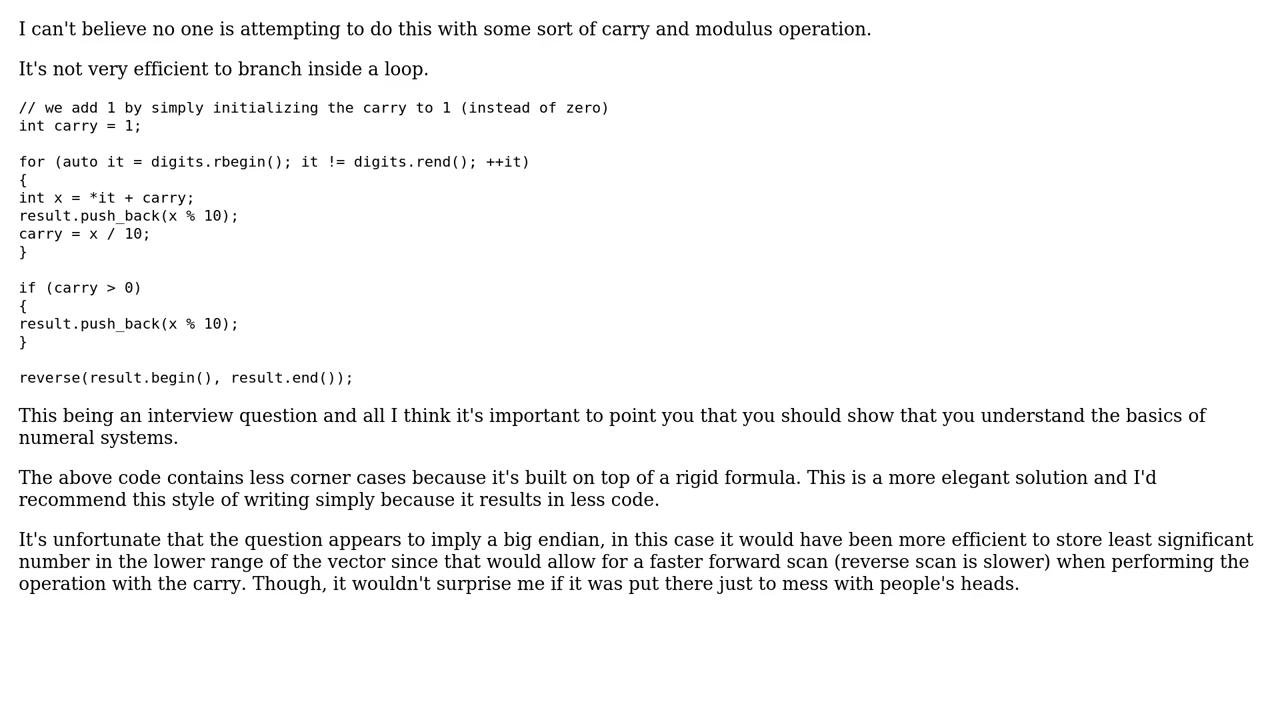 I can't believe no one is attempting to do this with some sort of carry and modulus operation.
It's not very efficient to branch inside a loop.
// we add 1 by simply initializing the carry to 1 (instead of zero)
int carry = 1;
for (auto it = digits.rbegin(); it != digits.rend(); ++it)
{
int x = *it + carry;
result.push_back(x % 10);
carry = x / 10;
}
if (carry > 0)
{
result.push_back(x % 10);
}
reverse(result.begin(), result.end());
This being an interview question and all I think it's important to point you that you should show that you understand the basics of
numeral systems.
The above code contains less corner cases because it's built on top of a rigid formula. This is a more elegant solution and I'd
recommend this style of writing simply because it results in less code.
It's unfortunate that the question appears to imply a big endian, in this case it would have been more efficient to store least significant
number in the lower range of the vector since that would allow for a faster forward scan (reverse scan is slower) when performing the
operation with the carry. Though, it wouldn't surprise me if it was put there just to mess with people's heads.